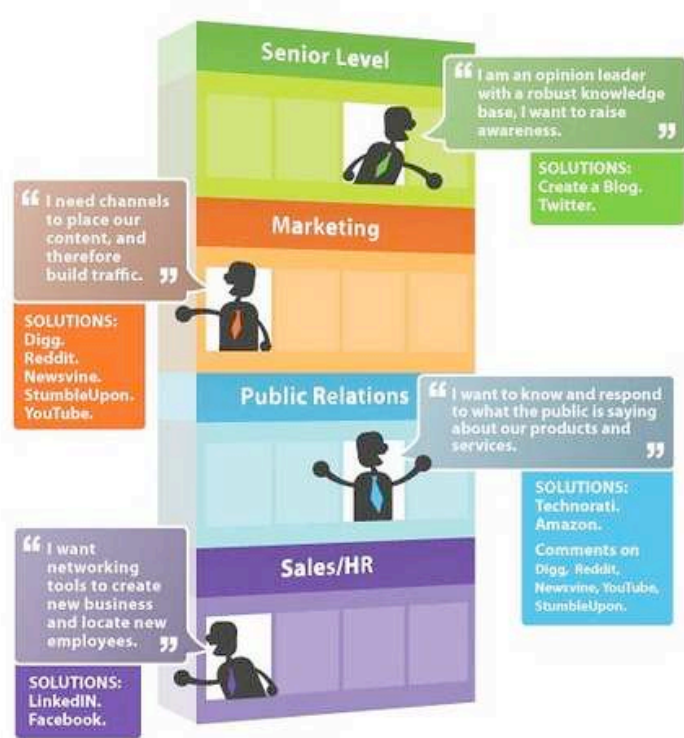 Senior Level
❝ I am an opinion leader
with a robust knowledge
base, I want to raise
awareness. ❞
SOLUTIONS:
Create a Blog.
Twitter.
❝ I need channels
to place our
content, and
therefore
build traffic. ❞
SOLUTIONS:
Digg.
Reddit.
Newsvine.
StumbleUpon.
YouTube.
Marketing
Public Relations
❝ I want to know and respond
to what the public is saying
about our products and
services. ❞
SOLUTIONS:
Technorati.
Amazon.
Comments on
Digg, Reddit,
Newsvine, YouTube,
StumbleUpon.
❝ I want
networking
tools to create
new business
and locate new
employees. ❞
SOLUTIONS:
LinkedIN.
Facebook.
Sales/HR